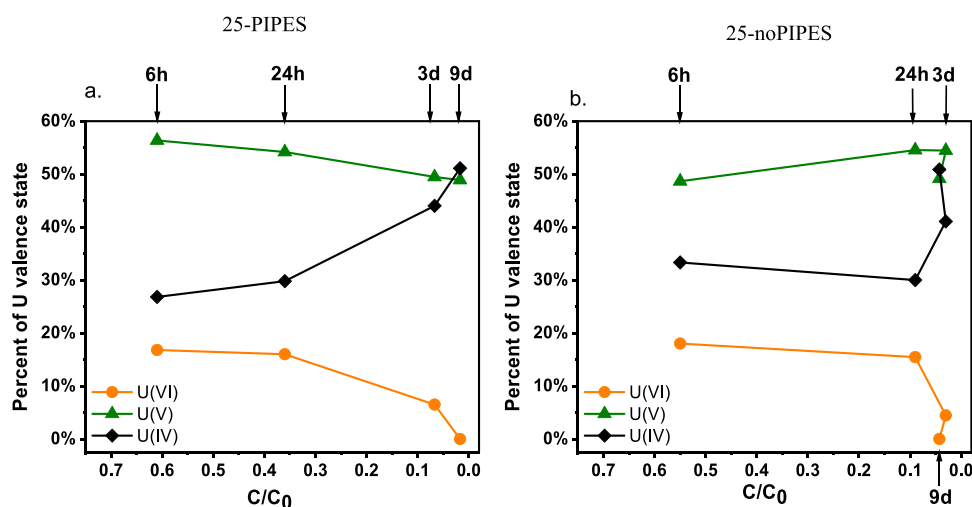 25-PIPES
6h 24h 3d 9d
a.
60%
50%
40%
30%
20%
10%
0%
Percent of U valence state
U(VI)
U(V)
U(IV)
0.7 0.6 0.5 0.4 0.3 0.2 0.1 0.0
C/C0
25-noPIPES
6h 24h 3d
b.
60%
50%
40%
30%
20%
10%
0%
Percent of U valence state
U(VI)
U(V)
U(IV)
0.7 0.6 0.5 0.4 0.3 0.2 0.1 0.0
C/C0
9d